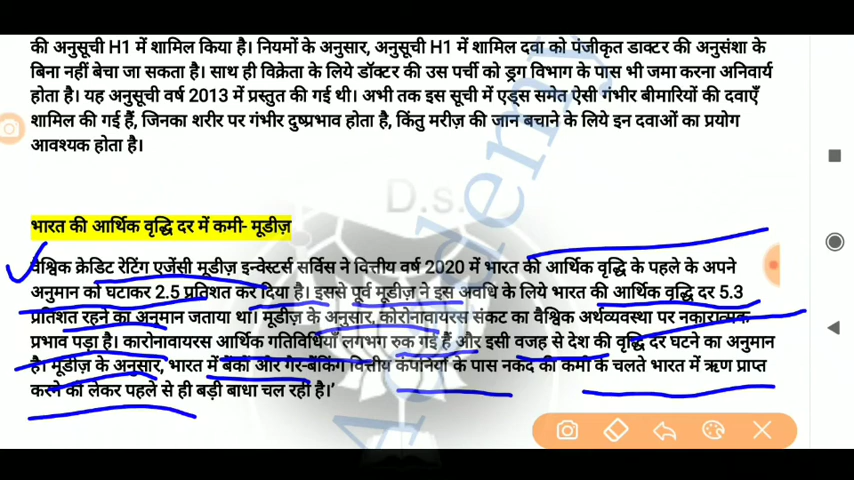 की अनुसूची H1 में शामिल किया है। नियमों के अनुसार, अनुसूची H1 में शामिल दवा को पंजीकृत डाक्टर की अनुसंशा के
बिना नहीं बेचा जा सकता है। साथ ही विक्रेता के लिये डॉक्टर की उस पर्ची को ड्रग विभाग के पास भी जमा करना अनिवार्य
होता है। यह अनुसूची वर्ष 2013 में प्रस्तुत की गई थी। अभी तक इस सूची में एड्स समेत ऐसी गंभीर बीमारियों की दवाएँ
शामिल की गई हैं, जिनका शरीर पर गंभीर दुष्प्रभाव होता है, किंतु मरीज़ की जान बचाने के लिये इन दवाओं का प्रयोग
आवश्यक होता है।
D.s.
Academy
भारत की आर्थिक वृद्धि दर में कमी- मूडीज़
वैश्विक क्रेडिट रेटिंग एजेंसी मूडीज़ इन्वेस्टर्स सर्विस ने वित्तीय वर्ष 2020 में भारत की आर्थिक वृद्धि के पहले के अपने
अनुमान को घटाकर 2.5 प्रतिशत कर दिया है। इससे पूर्व मूडीज़ ने इस अवधि के लिये भारत की आर्थिक वृद्धि दर 5.3
प्रतिशत रहने का अनुमान जताया था। मूडीज़ के अनुसार, कोरोनावायरस संकट का वैश्विक अर्थव्यवस्था पर नकारात्मक
प्रभाव पड़ा है। कारोनावायरस आर्थिक गतिविधियाँ लगभग रुक गई हैं और इसी वजह से देश की वृद्धि दर घटने का अनुमान
है। मूडीज़ के अनुसार, भारत में बैंकों और गैर-बैंकिंग वित्तीय कंपनियों के पास नकद की कमी के चलते भारत में ऋण प्राप्त
करने को लेकर पहले से ही बड़ी बाधा चल रही है।'